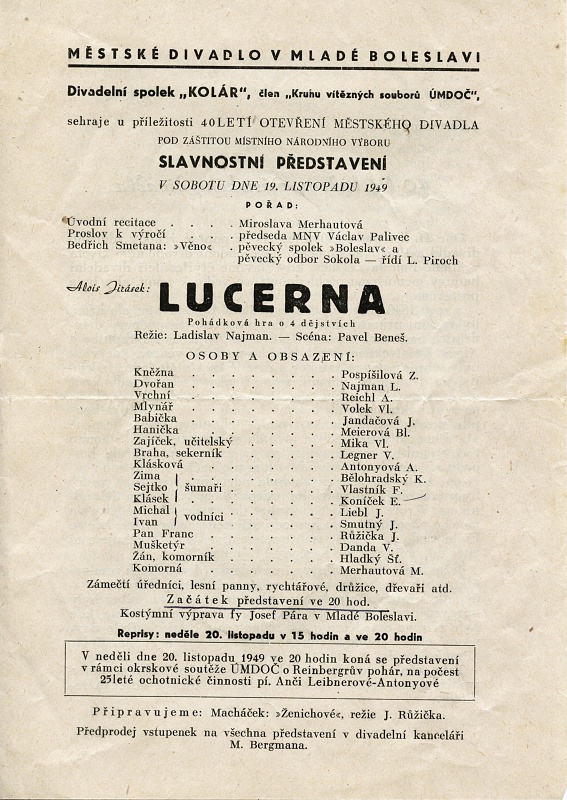 MĚSTSKÉ DIVADLO V MLADÉ BOLESLAVI
Divadelní spolek „KOLÁR", člen „Kruhu vítězných souborů ÚMDOČ",
sehraje u příležitosti 40 LETÍ OTEVŘENÍ MĚSTSKÉHO DIVADLA
POD ZÁŠTITOU MÍSTNÍHO NÁRODNÍHO VÝBORU
SLAVNOSTNÍ PŘEDSTAVENÍ
V SOBOTU DNE 19. LISTOPADU 1949
POŘAD:
Úvodní recitace . . . . Miroslava Merhautová
Proslov k výročí . . . předseda MNV Václav Palivec
Bedřich Smetana: »Věno« . pěvecký spolek »Boleslav« a
pěvecký odbor Sokola — řídí L. Piroch
Alois Jirásek: LUCERNA
Pohádková hra o 4 dějstvích
Režie: Ladislav Najman. — Scéna: Pavel Beneš.
OSOBY A OBSAZENÍ:
Kněžna . . . . . . . . Pospíšilová Z.
Dvořan . . . . . . . . Najman L.
Vrchní . . . . . . . . Reichl A.
Mlynář . . . . . . . . Volek Vl.
Babička . . . . . . . Jandačová J.
Hanička . . . . . . . Meierová Bl.
Zajíček, učitelský . . . . . Mika Vl.
Braha, sekerník . . . . . Legner V.
Klásková . . . . . . . Antonyová A.
Zima . . . . . . Bělohradský K.
Sejtko } šumaři . . . . . . Vlastník F.
Klásek . . . . . . Koníček E.
Michal . . . . . . Liebl J.
Ivan } vodníci . . . . . . Smutný J.
Pan Franc . . . . . . Růžička J.
Mušketýr . . . . . . . Danda V.
Žán, komorník . . . . . Hladký Šť.
Komorná . . . . . . . Merhautová M.
Zámečtí úředníci, lesní panny, rychtářové, družice, dřevaři atd.
Začátek představení ve 20 hod.
Kostýmní výprava fy Josef Pára v Mladé Boleslavi.
Reprisy: neděle 20. listopadu v 15 hodin a ve 20 hodin
V neděli dne 20. listopadu 1949 ve 20 hodin koná se představení
v rámci okrskové soutěže ÚMDOČ o Reinbergrův pohár, na počest
25leté ochotnické činnosti pí. Anči Leibnerové-Antonyové
Připravujeme: Macháček: »Ženichové«, režie J. Růžička.
Předprodej vstupenek na všechna představení v divadelní kanceláři
M. Bergmana.